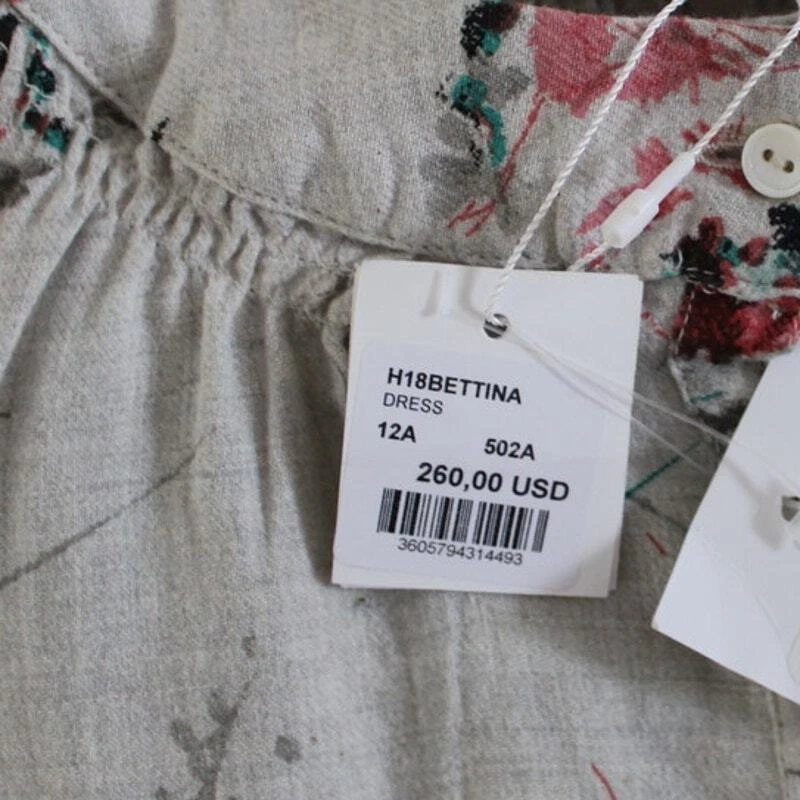 H18BETTINA
DRESS
12A 502A
260,00 USD
3605794314493